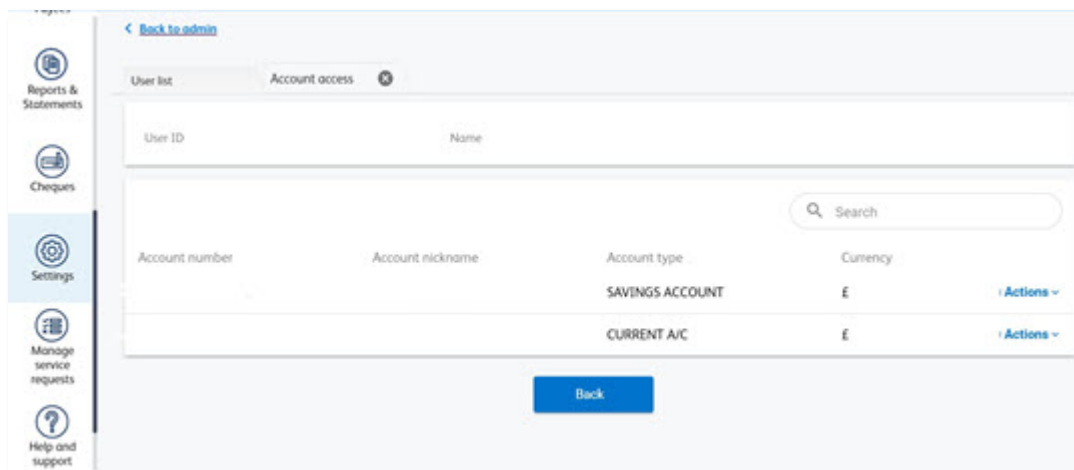 Reports &
Statements
Cheques
Settings
Manage
service
requests
Help and
support
Back to admin
User list
Account access
User ID
Name
Search
Account number
Account nickname
Account type
Currency
SAVINGS ACCOUNT
£
Actions
CURRENT A/C
£
Actions
Back